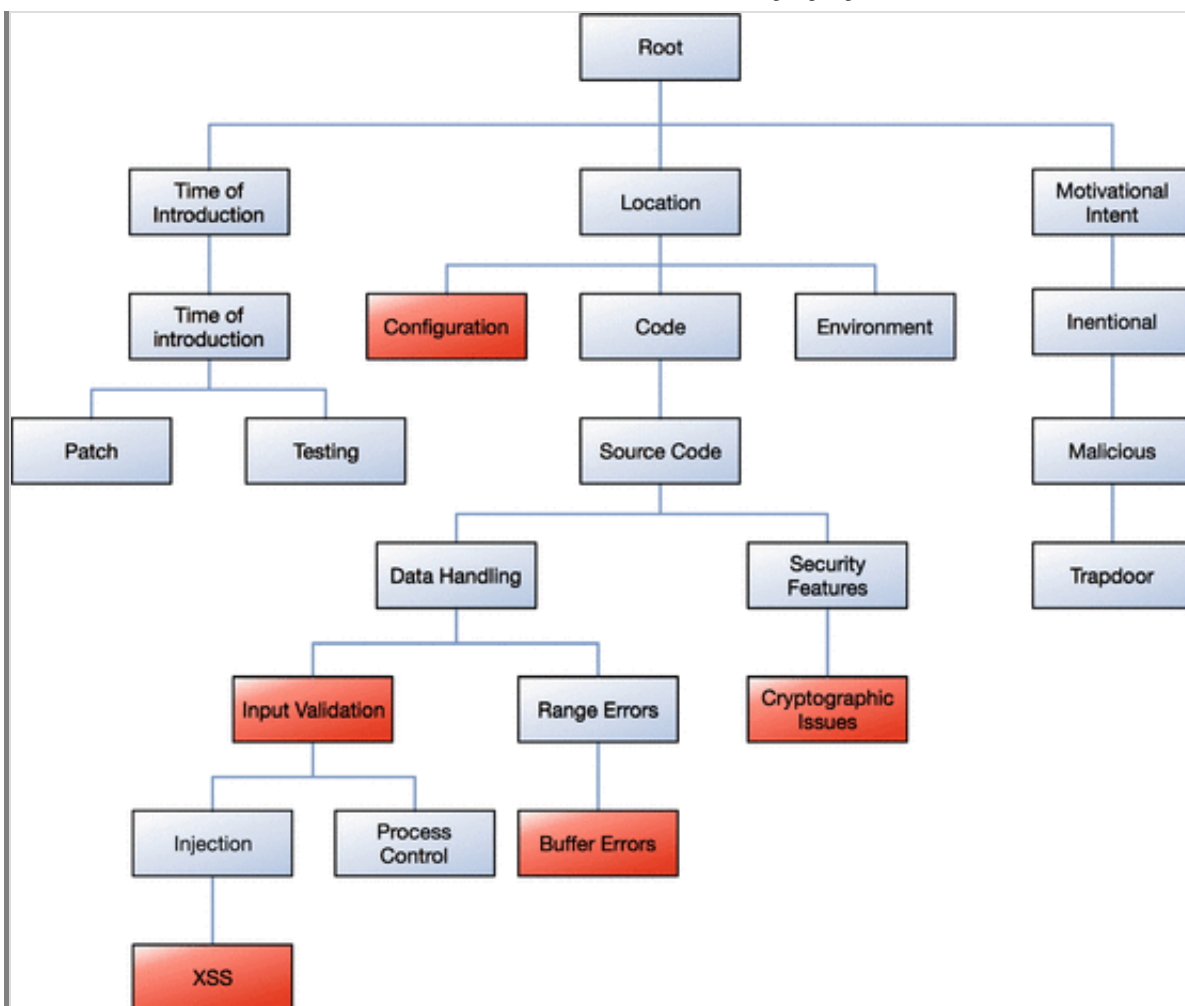 Root
Time of
Introduction
Location
Motivational
Intent
Time of
introduction
Configuration
Code
Environment
Inentional
Patch
Testing
Source Code
Malicious
Data Handling
Security
Features
Trapdoor
Input Validation
Range Errors
Cryptographic
Issues
Injection
Process
Control
Buffer Errors
XSS